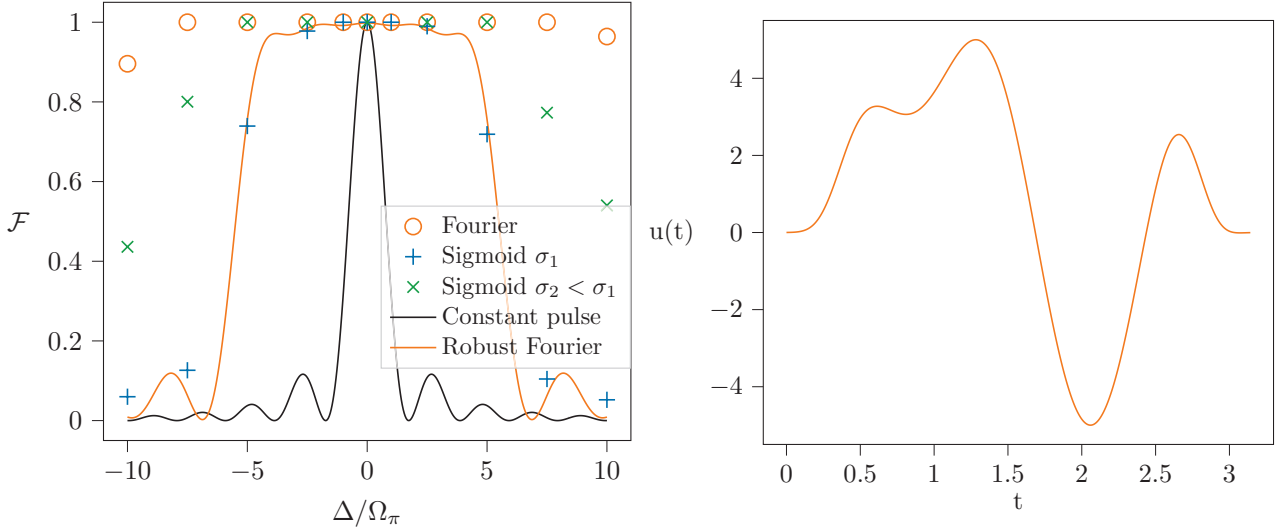 1
0.8
0.6
0.4
0.2
0
ℱ
−10
−5
0
5
10
Δ/Ω_π
Fourier
Sigmoid σ₁
Sigmoid σ₂ < σ₁
Constant pulse
Robust Fourier
4
2
0
−2
−4
u(t)
0
0.5
1
1.5
2
2.5
3
t